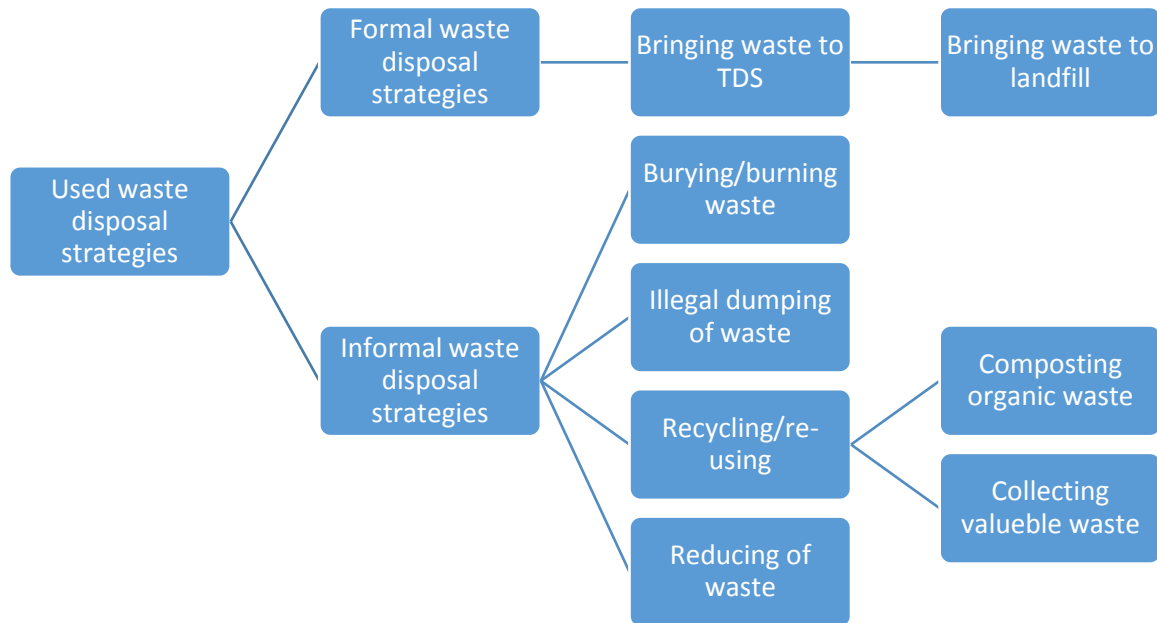 Used waste
disposal
strategies
Formal waste
disposal
strategies
Bringing waste to
TDS
Bringing waste to
landfill
Informal waste
disposal
strategies
Burying/burning
waste
Illegal dumping
of waste
Recycling/re-
using
Composting
organic waste
Collecting
valueble waste
Reducing of
waste